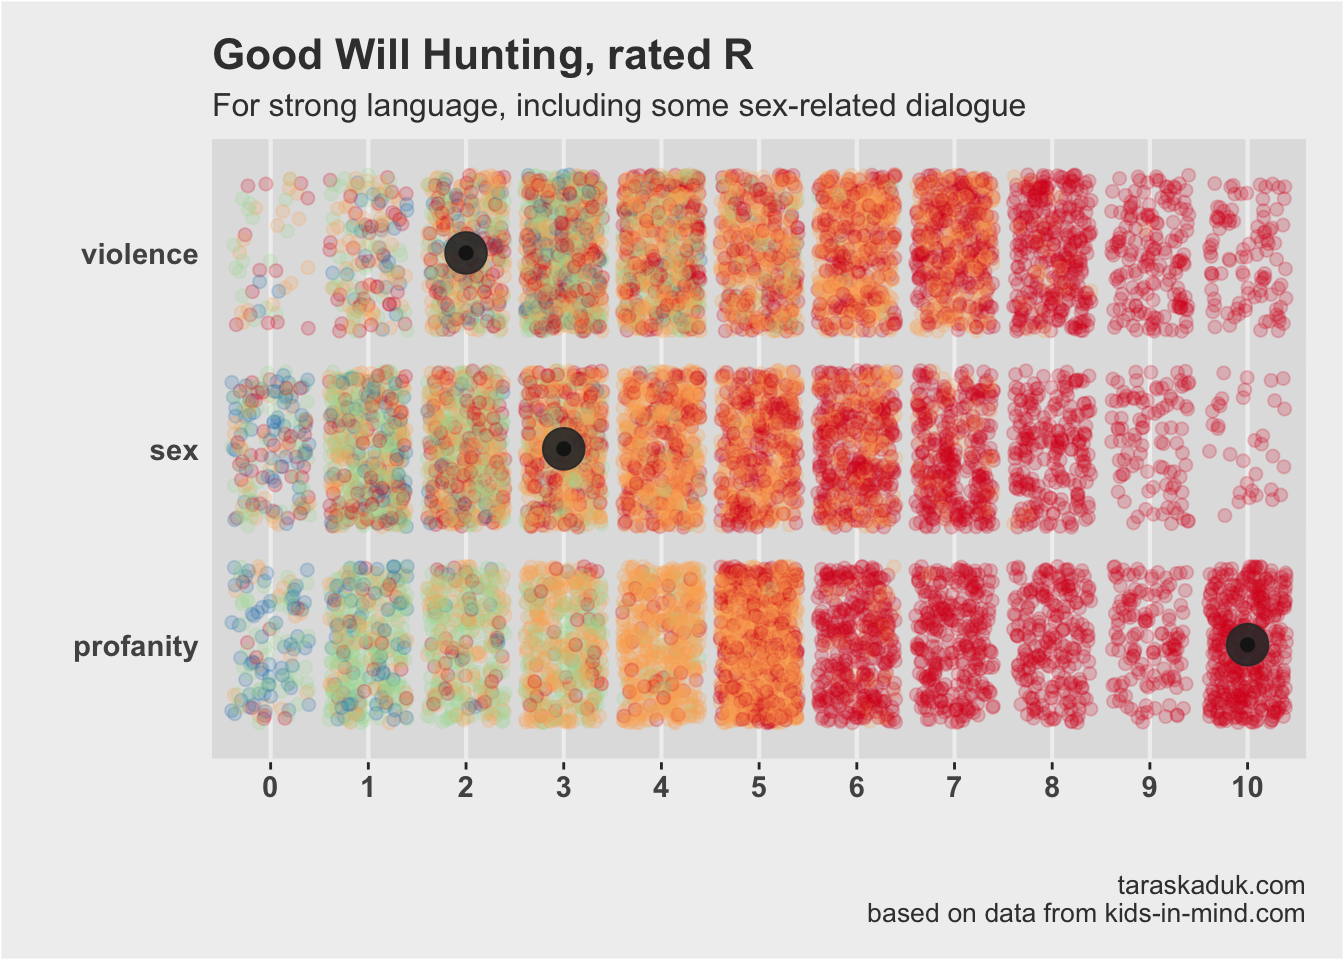 Good Will Hunting, rated R
For strong language, including some sex-related dialogue
violence
sex
profanity
0 1 2 3 4 5 6 7 8 9 10
taraskaduk.com
based on data from kids-in-mind.com